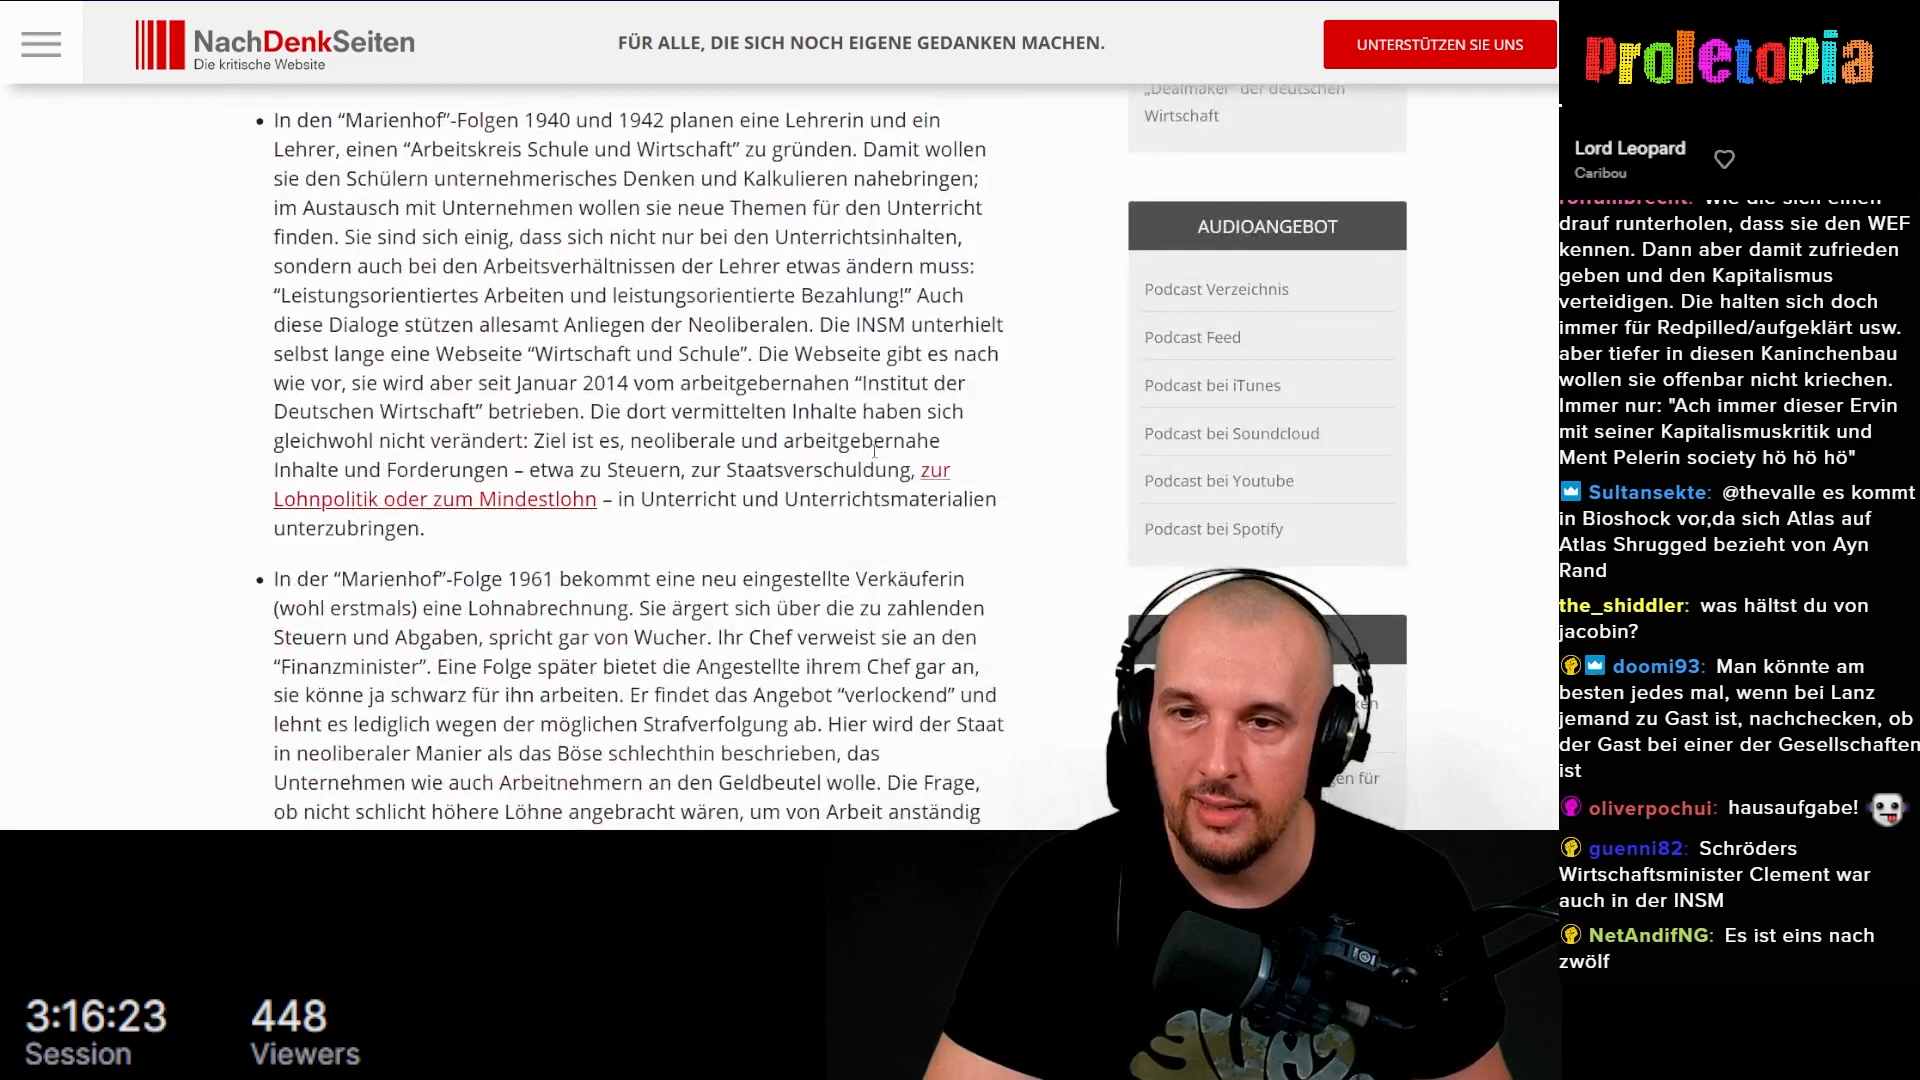 NachDenkSeiten
Die kritische Website
FÜR ALLE, DIE SICH NOCH EIGENE GEDANKEN MACHEN.
UNTERSTÜTZEN SIE UNS
• In den “Marienhof”-Folgen 1940 und 1942 planen eine Lehrerin und ein
Lehrer, einen “Arbeitskreis Schule und Wirtschaft” zu gründen. Damit wollen
sie den Schülern unternehmerisches Denken und Kalkulieren nahebringen;
im Austausch mit Unternehmen wollen sie neue Themen für den Unterricht
finden. Sie sind sich einig, dass sich nicht nur bei den Unterrichtsinhalten,
sondern auch bei den Arbeitsverhältnissen der Lehrer etwas ändern muss:
“Leistungsorientiertes Arbeiten und leistungsorientierte Bezahlung!” Auch
diese Dialoge stützen allesamt Anliegen der Neoliberalen. Die INSM unterhielt
selbst lange eine Webseite “Wirtschaft und Schule”. Die Webseite gibt es nach
wie vor, sie wird aber seit Januar 2014 vom arbeitgebernahen “Institut der
Deutschen Wirtschaft” betrieben. Die dort vermittelten Inhalte haben sich
gleichwohl nicht verändert: Ziel ist es, neoliberale und arbeitgebernahe
Inhalte und Forderungen – etwa zu Steuern, zur Staatsverschuldung, zur
Lohnpolitik oder zum Mindestlohn – in Unterricht und Unterrichtsmaterialien
unterzubringen.
• In der “Marienhof”-Folge 1961 bekommt eine neu eingestellte Verkäuferin
(wohl erstmals) eine Lohnabrechnung. Sie ärgert sich über die zu zahlenden
Steuern und Abgaben, spricht gar von Wucher. Ihr Chef verweist sie an den
“Finanzminister”. Eine Folge später bietet die Angestellte ihrem Chef gar an,
sie könne ja schwarz für ihn arbeiten. Er findet das Angebot “verlockend” und
lehnt es lediglich wegen der möglichen Strafverfolgung ab. Hier wird der Staat
in neoliberaler Manier als das Böse schlechthin beschrieben, das
Unternehmen wie auch Arbeitnehmern an den Geldbeutel wolle. Die Frage,
ob nicht schlicht höhere Löhne angebracht wären, um von Arbeit anständig
„Dealmaker“ der deutschen
Wirtschaft
AUDIOANGEBOT
Podcast Verzeichnis
Podcast Feed
Podcast bei iTunes
Podcast bei Soundcloud
Podcast bei Youtube
Podcast bei Spotify
en für
Proletopia
Lord Leopard
Caribou
drauf runterholen, dass sie den WEF
kennen. Dann aber damit zufrieden
geben und den Kapitalismus
verteidigen. Die halten sich doch
immer für Redpilled/aufgeklärt usw.
aber tiefer in diesen Kaninchenbau
wollen sie offenbar nicht kriechen.
Immer nur: "Ach immer dieser Ervin
mit seiner Kapitalismuskritik und
Ment Pelerin society hö hö hö"
Sultansekte: @thevalle es kommt
in Bioshock vor,da sich Atlas auf
Atlas Shrugged bezieht von Ayn
Rand
the_shiddler: was hältst du von
jacobin?
doomi93: Man könnte am
besten jedes mal, wenn bei Lanz
jemand zu Gast ist, nachchecken, ob
der Gast bei einer der Gesellschaften
ist
oliverpochui: hausaufgabe!
guenni82: Schröders
Wirtschaftsminister Clement war
auch in der INSM
NetAndifNG: Es ist eins nach
zwölf
3:16:23
Session
448
Viewers